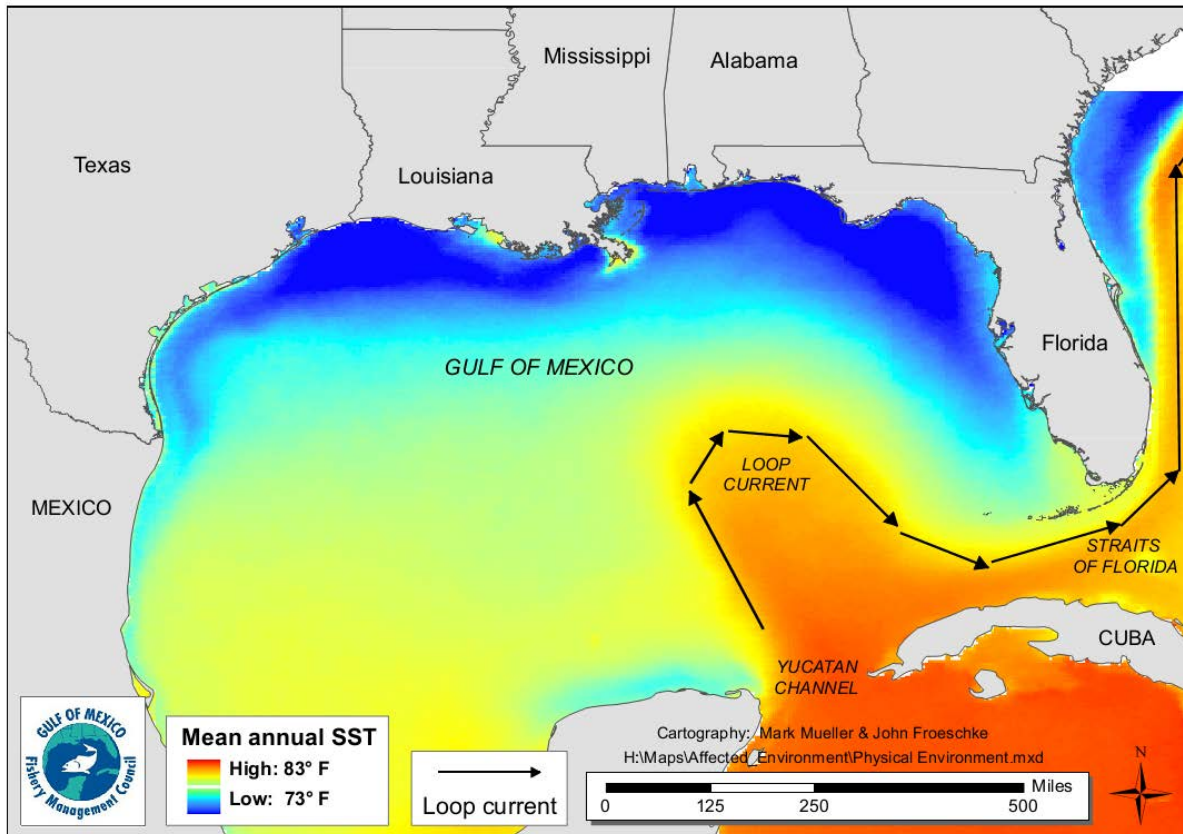 Mississippi
Alabama
Texas
Louisiana
GULF OF MEXICO
Florida
LOOP
CURRENT
MEXICO
STRAITS
OF FLORIDA
CUBA
YUCATAN
CHANNEL
GULF OF MEXICO
Fishery Management Council
Mean annual SST
High: 83° F
Low: 73° F
Loop current
Cartography: Mark Mueller & John Froeschke
H:\Maps\Affected_Environment\Physical Environment.mxd
Miles
0 125 250 500
N